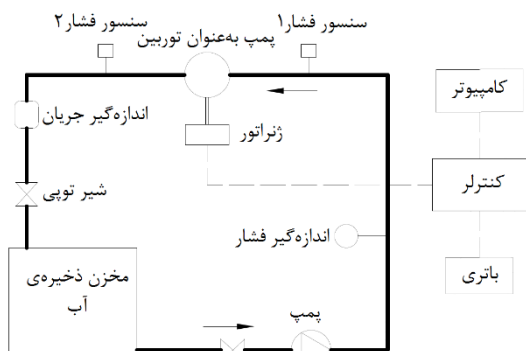 سنسور فشار۲
سنسور فشار۱
پمپ به‌عنوان توربین
کامپیوتر
اندازه‌گیر جریان
ژنراتور
کنترلر
شیر توپی
اندازه‌گیر فشار
باتری
مخزن ذخیره‌ی
آب
پمپ